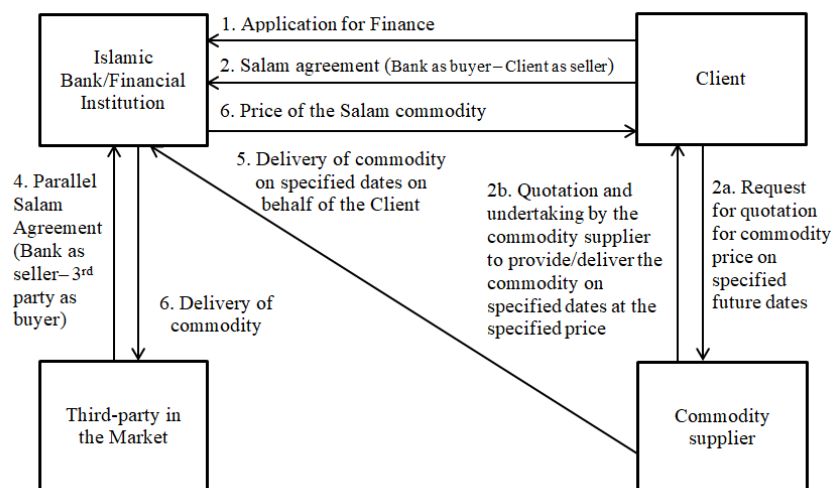 1. Application for Finance
Islamic
Bank/Financial
Institution
2. Salam agreement (Bank as buyer–Client as seller)
Client
6. Price of the Salam commodity
4. Parallel
Salam
Agreement
(Bank as
seller–3rd
party as
buyer)
5. Delivery of commodity
on specified dates on
behalf of the Client
2b. Quotation and
undertaking by the
commodity supplier
to provide/deliver the
commodity on
specified dates at the
specified price
2a. Request
for quotation
for commodity
price on
specified
future dates
6. Delivery of
commodity
Third-party in
the Market
Commodity
supplier